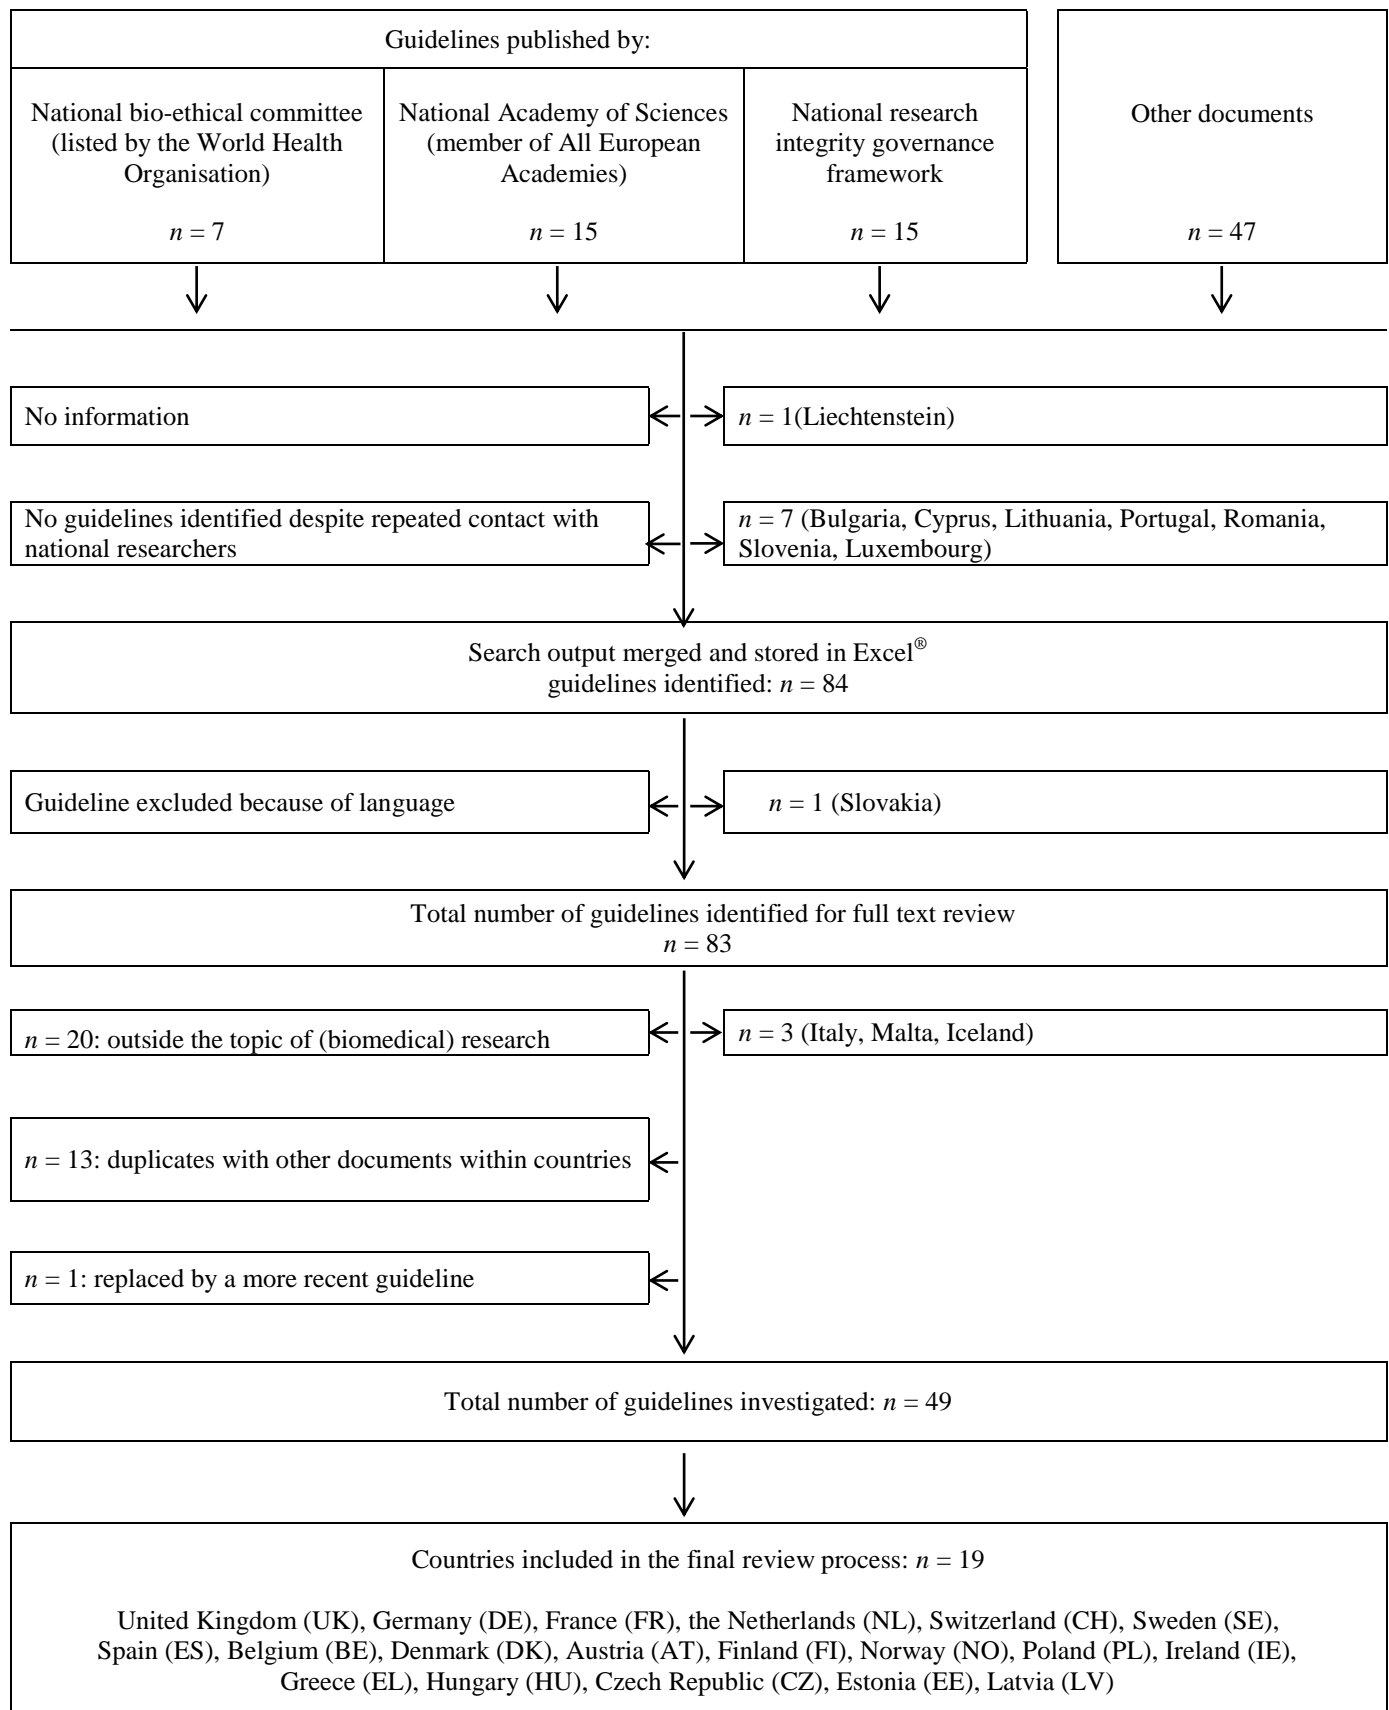 Guidelines published by:
National bio-ethical committee
(listed by the World Health
Organisation)
n = 7
National Academy of Sciences
(member of All European
Academies)
n = 15
National research
integrity governance
framework
n = 15
Other documents
n = 47
No information
n = 1(Liechtenstein)
No guidelines identified despite repeated contact with
national researchers
n = 7 (Bulgaria, Cyprus, Lithuania, Portugal, Romania,
Slovenia, Luxembourg)
Search output merged and stored in Excel®
guidelines identified: n = 84
Guideline excluded because of language
n = 1 (Slovakia)
Total number of guidelines identified for full text review
n = 83
n = 20: outside the topic of (biomedical) research
n = 3 (Italy, Malta, Iceland)
n = 13: duplicates with other documents within countries
n = 1: replaced by a more recent guideline
Total number of guidelines investigated: n = 49
Countries included in the final review process: n = 19
United Kingdom (UK), Germany (DE), France (FR), the Netherlands (NL), Switzerland (CH), Sweden (SE),
Spain (ES), Belgium (BE), Denmark (DK), Austria (AT), Finland (FI), Norway (NO), Poland (PL), Ireland (IE),
Greece (EL), Hungary (HU), Czech Republic (CZ), Estonia (EE), Latvia (LV)